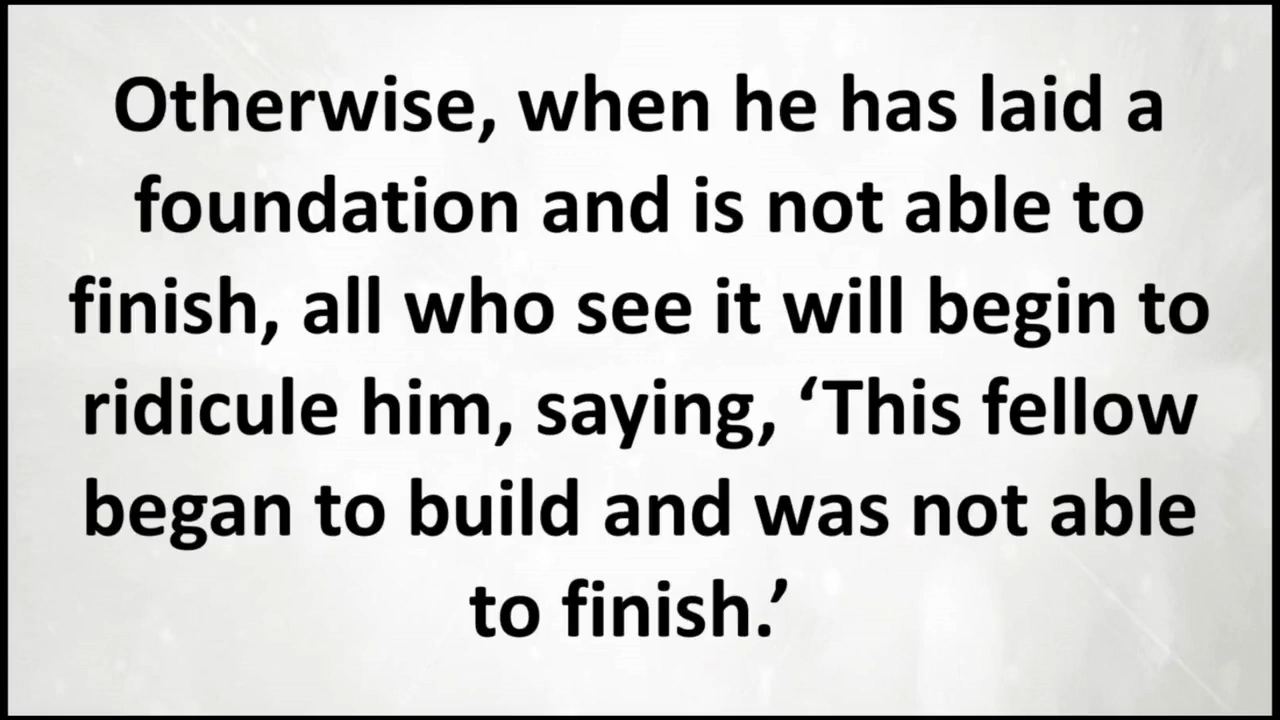 Otherwise, when he has laid a
foundation and is not able to
finish, all who see it will begin to
ridicule him, saying, ‘This fellow
began to build and was not able
to finish.’